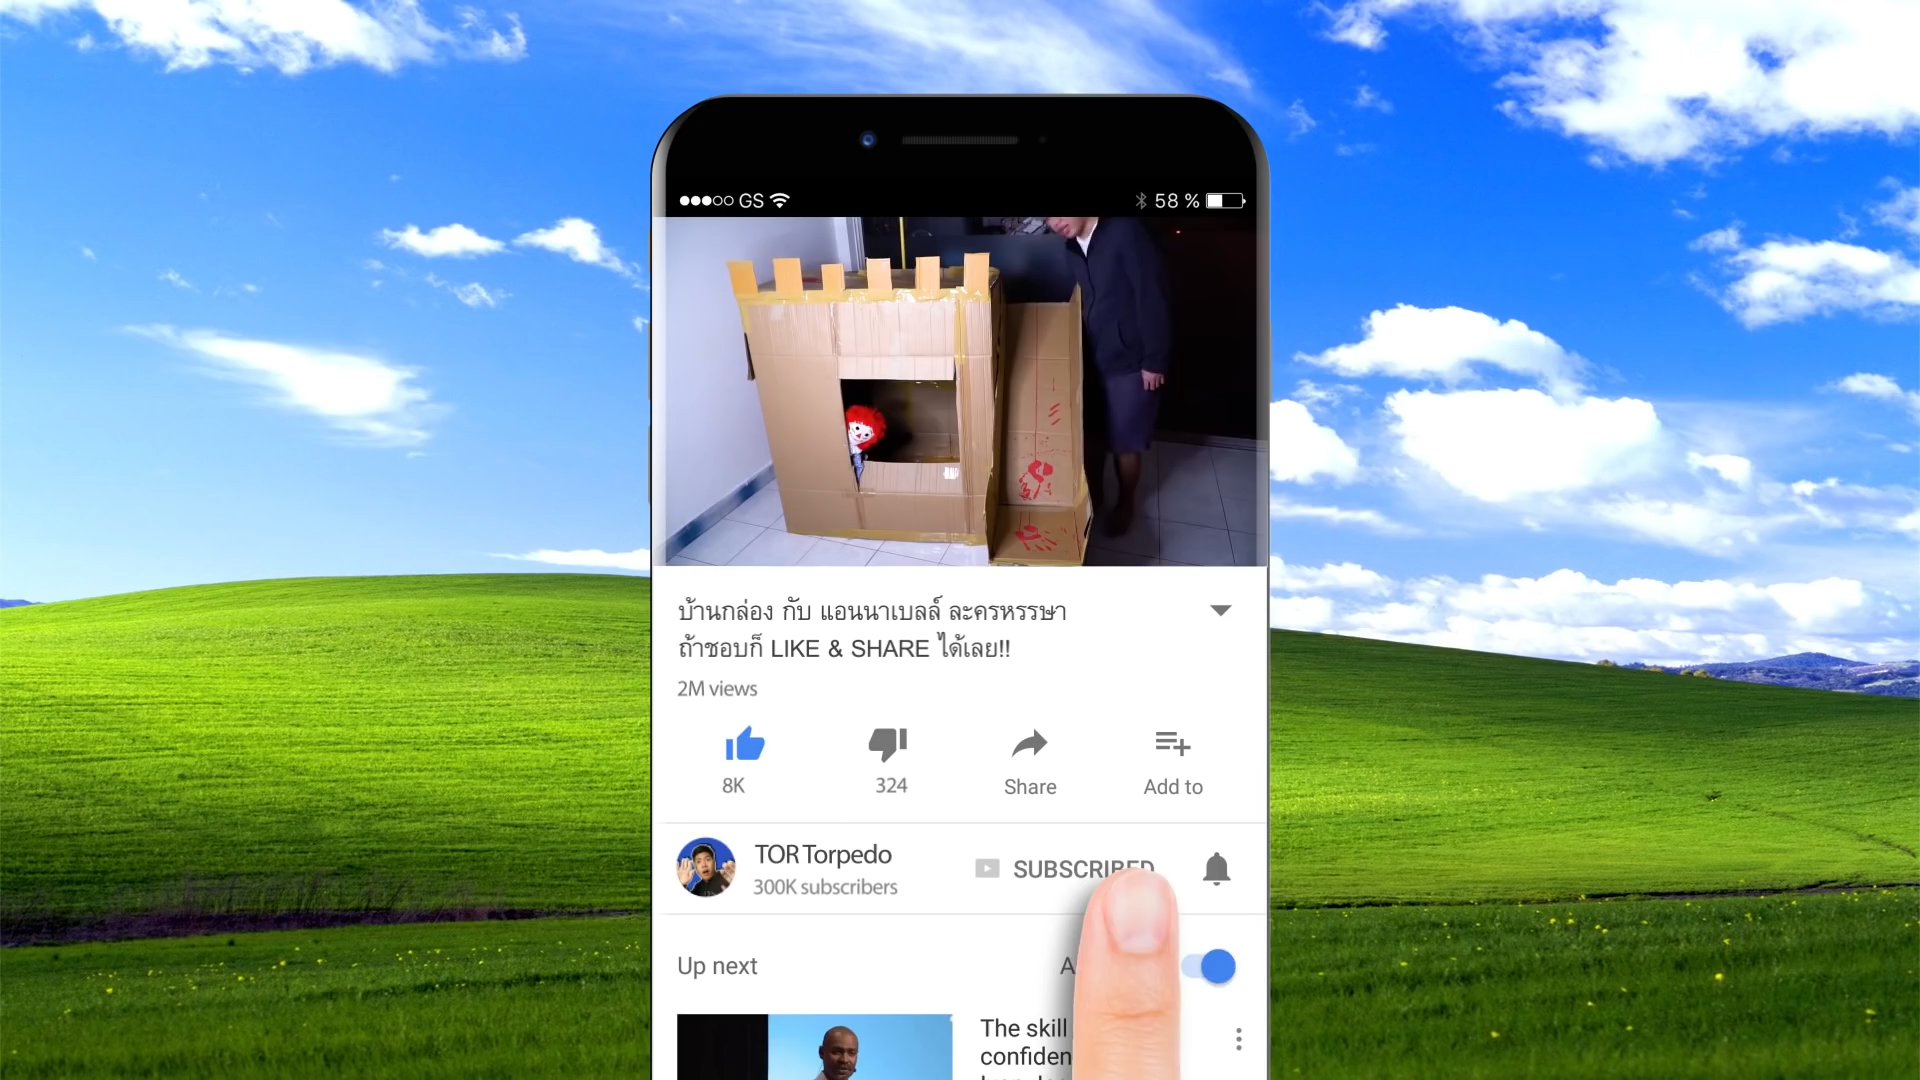 GS
58 %
บ้านกล่อง กับ แอนนาเบลล์ ละครหรรษา
ถ้าชอบก็ LIKE & SHARE ได้เลย!!
2M views
8K
324
Share
Add to
TOR Torpedo
300K subscribers
SUBSCRIBED
Up next
The skill